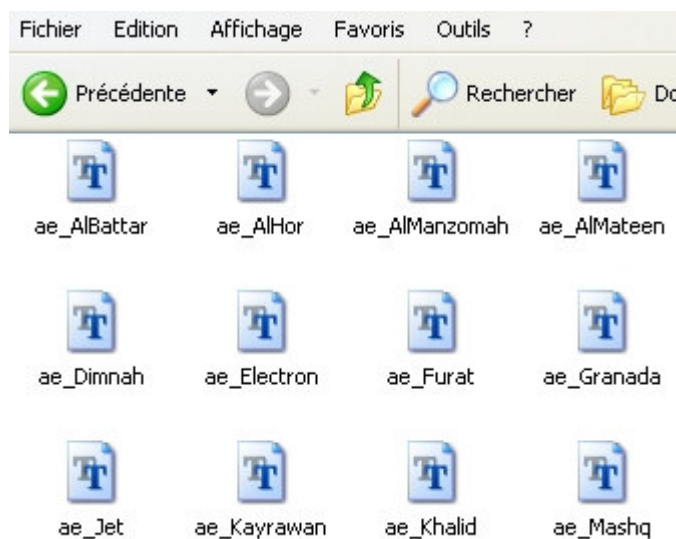 Fichier Edition Affichage Favoris Outils ?
Précédente Rechercher
ae_AlBattar ae_AlHor ae_AlManzomah ae_AlMateen
ae_Dimnah ae_Electron ae_Furat ae_Granada
ae_Jet ae_Kayrawan ae_Khalid ae_Mashq